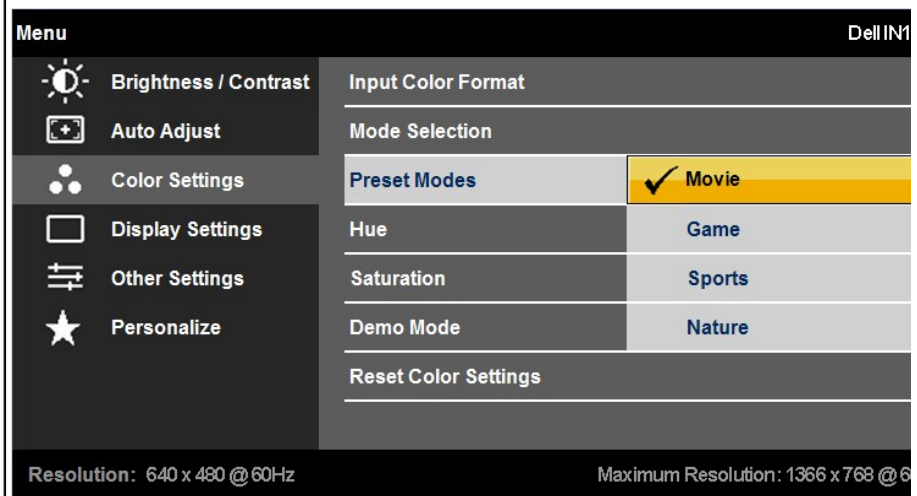 Menu Dell IN1
Brightness / Contrast Input Color Format
Auto Adjust Mode Selection
Color Settings Preset Modes Movie
Display Settings Hue Game
Other Settings Saturation Sports
Personalize Demo Mode Nature
Reset Color Settings
Resolution: 640 x 480 @ 60Hz Maximum Resolution: 1366 x 768 @ 6